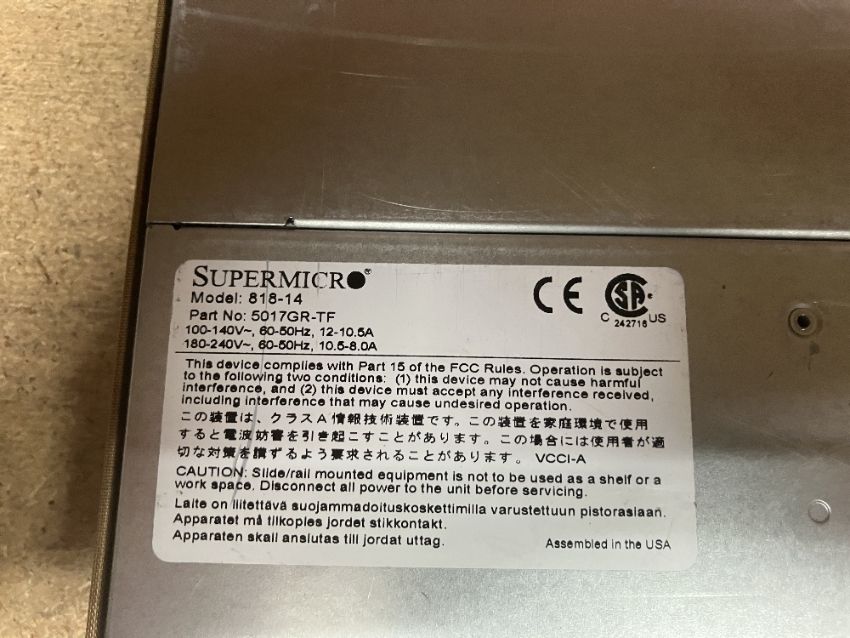 SUPERMICRO®
Model: 818-14
Part No: 5017GR-TF
100-140V~, 60-50Hz, 12-10.5A
180-240V~, 60-50Hz, 10.5-8.0A
CE
SA
C US
242718
This device complies with Part 15 of the FCC Rules. Operation is subject
to the following two conditions: (1) this device may not cause harmful
interference, and (2) this device must accept any interference received,
including interference that may cause undesired operation.
この装置は、クラスA情報技術装置です。この装置を家庭環境で使用
すると電波妨害を引き起こすことがあります。この場合には使用者が適
切な対策を講ずるよう要求されることがあります。 VCCI-A
CAUTION: Slide/rail mounted equipment is not to be used as a shelf or a
work space. Disconnect all power to the unit before servicing.
Laite on liitettävä suojammadoituskoskettimilla varustettuun pistorasiaan.
Apparatet må tilkoples jordet stikkontakt.
Apparaten skall anslutas till jordat uttag.
Assembled in the USA